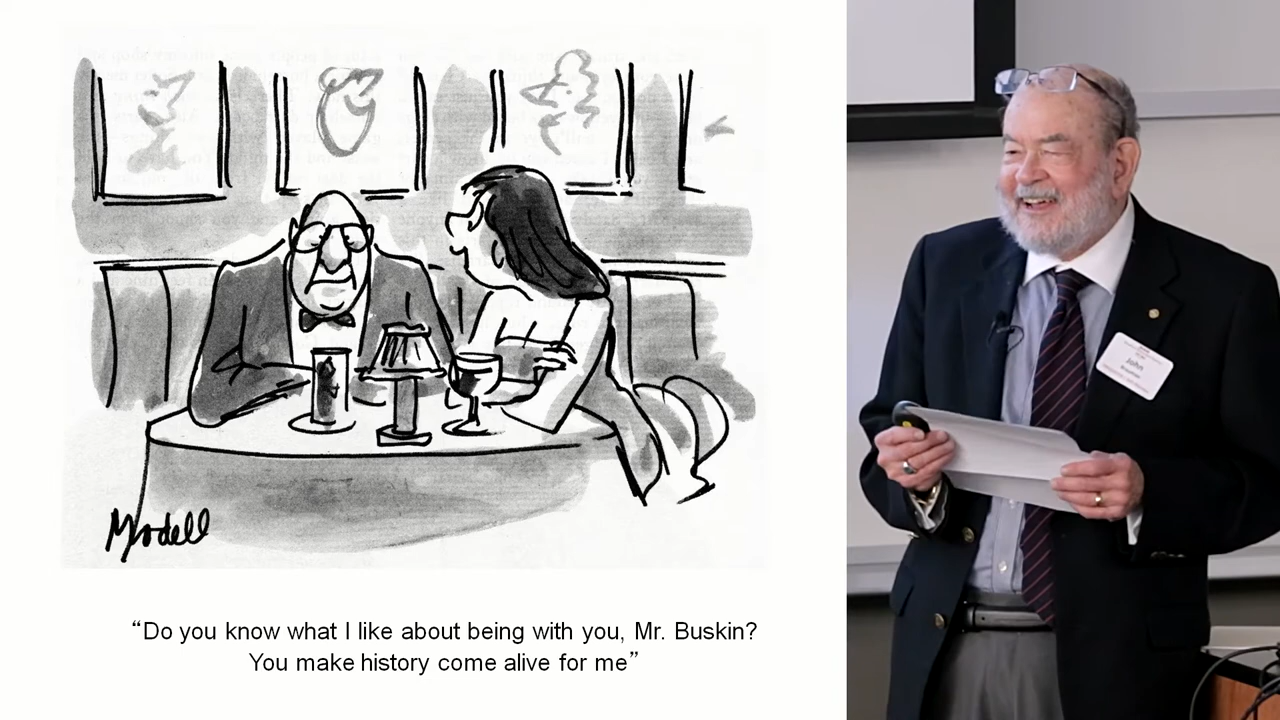 Modell
“Do you know what I like about being with you, Mr. Buskin?
You make history come alive for me”
John